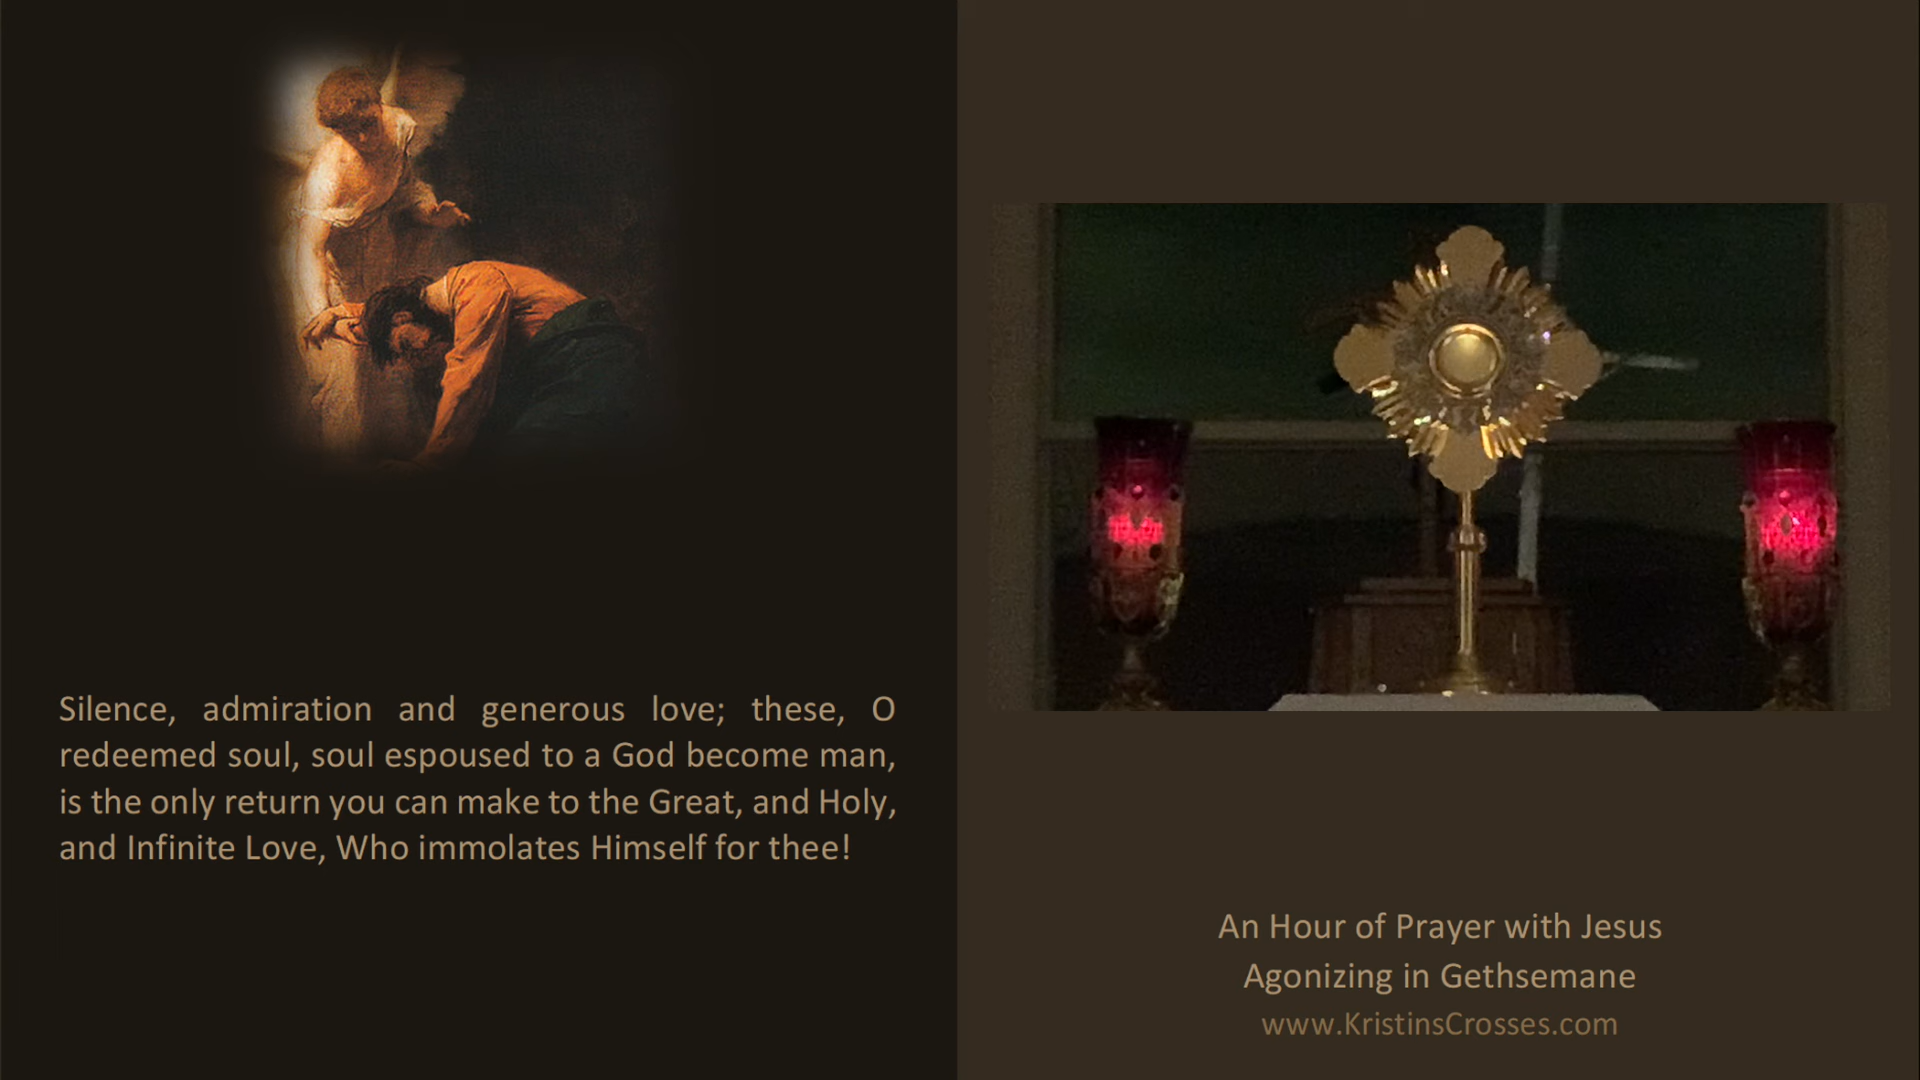 Silence, admiration and generous love; these, O
redeemed soul, soul espoused to a God become man,
is the only return you can make to the Great, and Holy,
and Infinite Love, Who immolates Himself for thee!
An Hour of Prayer with Jesus
Agonizing in Gethsemane
www.KristinsCrosses.com